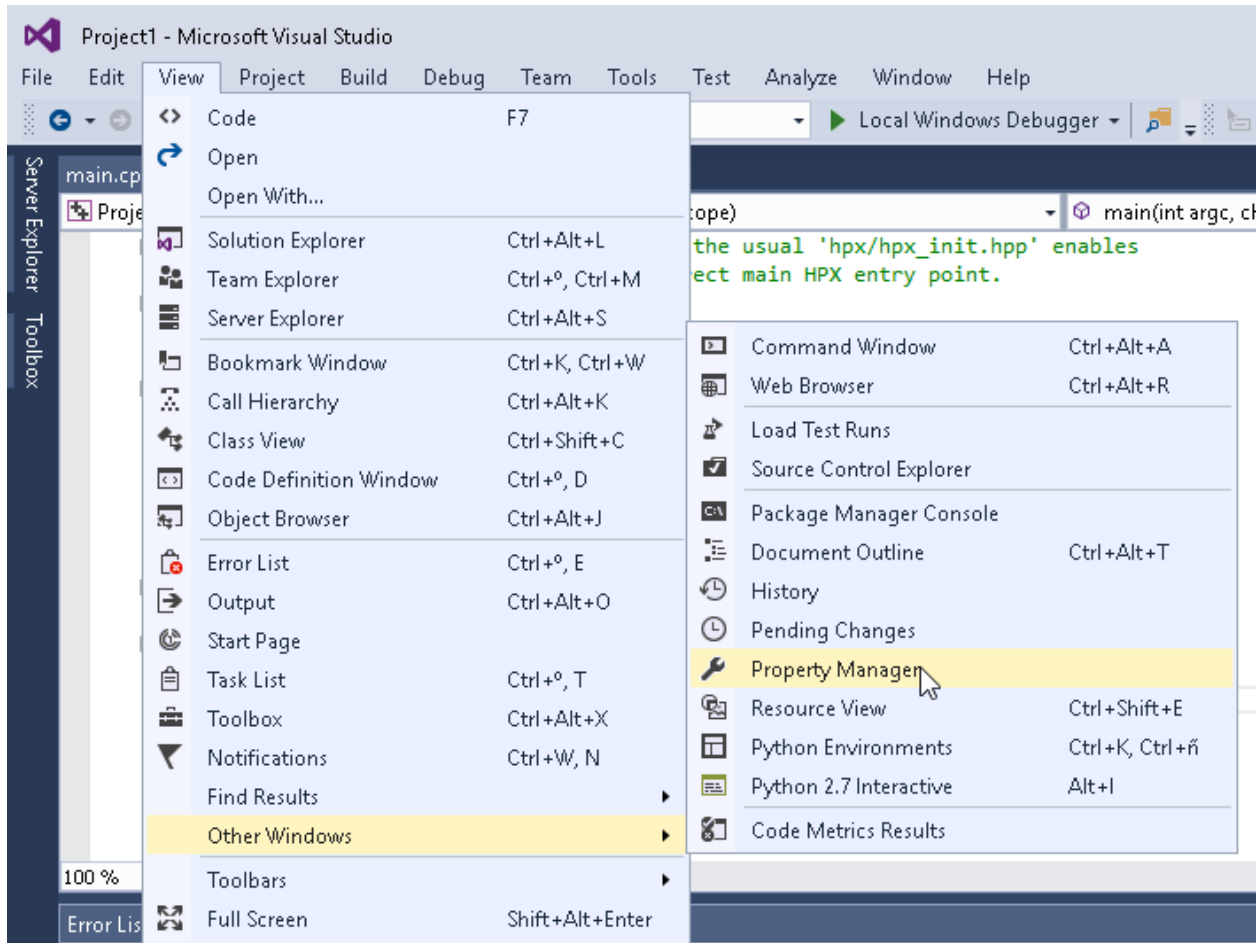 Project1 - Microsoft Visual Studio
File Edit View Project Build Debug Team Tools Test Analyze Window Help
Local Windows Debugger
Server Explorer
Toolbox
main.cp
Proje
cope)
main(int argc, ch
the usual 'hpx/hpx_init.hpp' enables
ect main HPX entry point.
Code F7
Open
Open With...
Solution Explorer Ctrl+Alt+L
Team Explorer Ctrl+º, Ctrl+M
Server Explorer Ctrl+Alt+S
Bookmark Window Ctrl+K, Ctrl+W
Call Hierarchy Ctrl+Alt+K
Class View Ctrl+Shift+C
Code Definition Window Ctrl+º, D
Object Browser Ctrl+Alt+J
Error List Ctrl+º, E
Output Ctrl+Alt+O
Start Page
Task List Ctrl+º, T
Toolbox Ctrl+Alt+X
Notifications Ctrl+W, N
Find Results
Other Windows
Toolbars
Full Screen Shift+Alt+Enter
Command Window Ctrl+Alt+A
Web Browser Ctrl+Alt+R
Load Test Runs
Source Control Explorer
Package Manager Console
Document Outline Ctrl+Alt+T
History
Pending Changes
Property Manager
Resource View Ctrl+Shift+E
Python Environments Ctrl+K, Ctrl+ñ
Python 2.7 Interactive Alt+I
Code Metrics Results
100 %
Error Lis